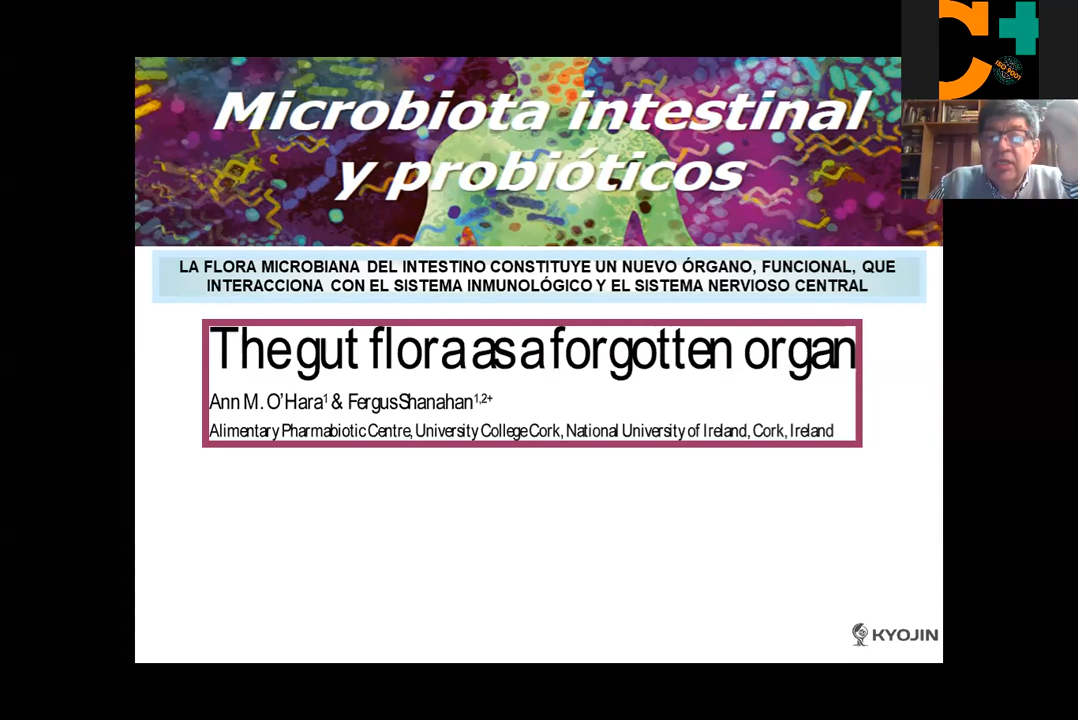 Microbiota intestinal
y probióticos
LA FLORA MICROBIANA DEL INTESTINO CONSTITUYE UN NUEVO ÓRGANO, FUNCIONAL, QUE
INTERACCIONA CON EL SISTEMA INMUNOLÓGICO Y EL SISTEMA NERVIOSO CENTRAL
The gut flora as a forgotten organ
Ann M. O'Hara¹ & Fergus Shanahan¹,²⁺
Alimentary Pharmabiotic Centre, University College Cork, National University of Ireland, Cork, Ireland
KYOJIN
C+
ISO 9001